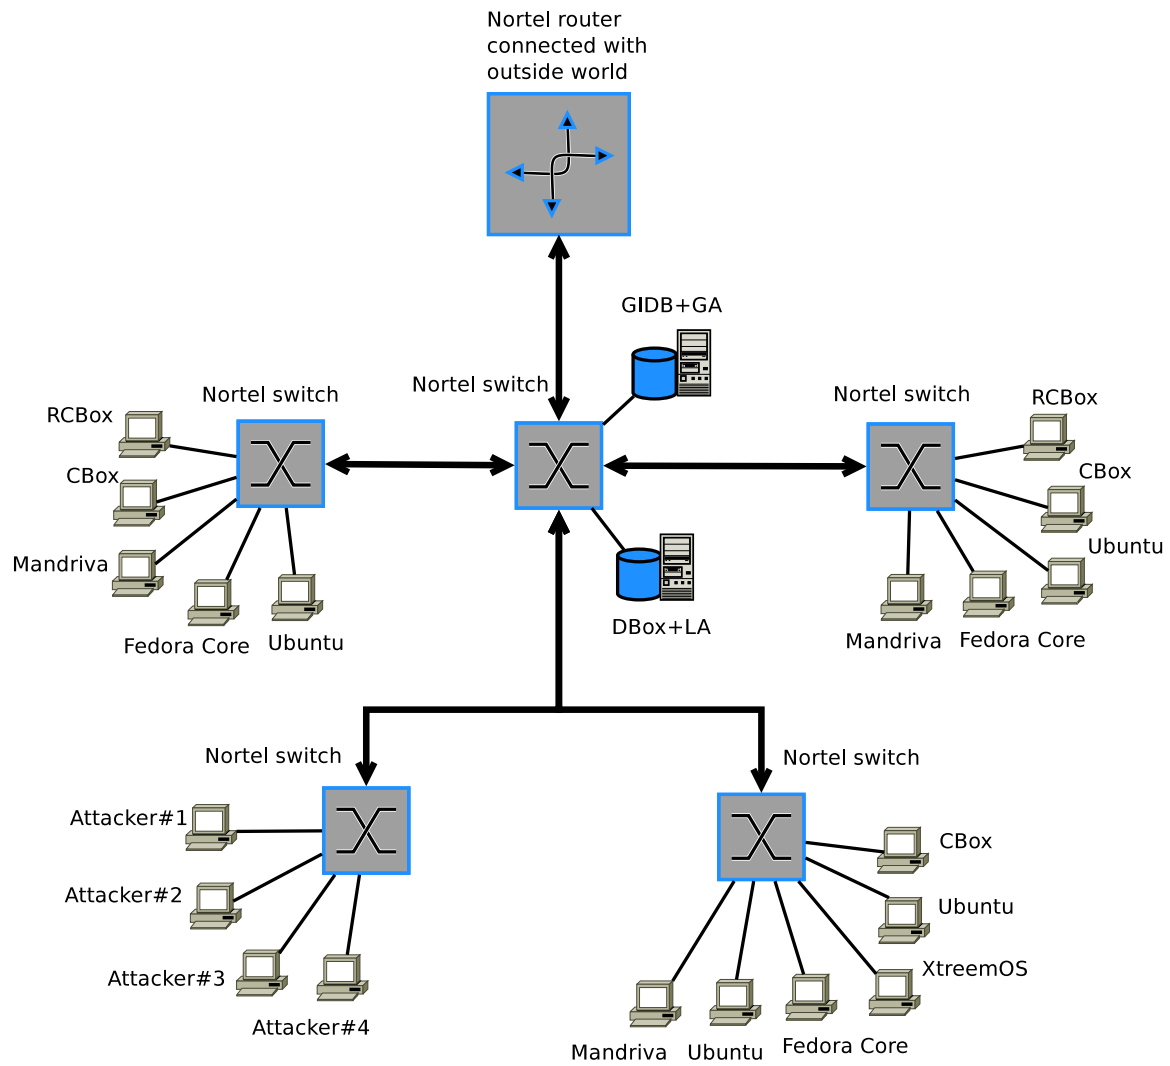 Nortel router
connected with
outside world
GIDB+GA
Nortel switch
Nortel switch
Nortel switch
RCBox
CBox
Mandriva
Fedora Core
Ubuntu
DBox+LA
RCBox
CBox
Ubuntu
Mandriva
Fedora Core
Nortel switch
Nortel switch
Attacker#1
Attacker#2
Attacker#3
Attacker#4
CBox
Ubuntu
XtreemOS
Mandriva
Ubuntu
Fedora Core